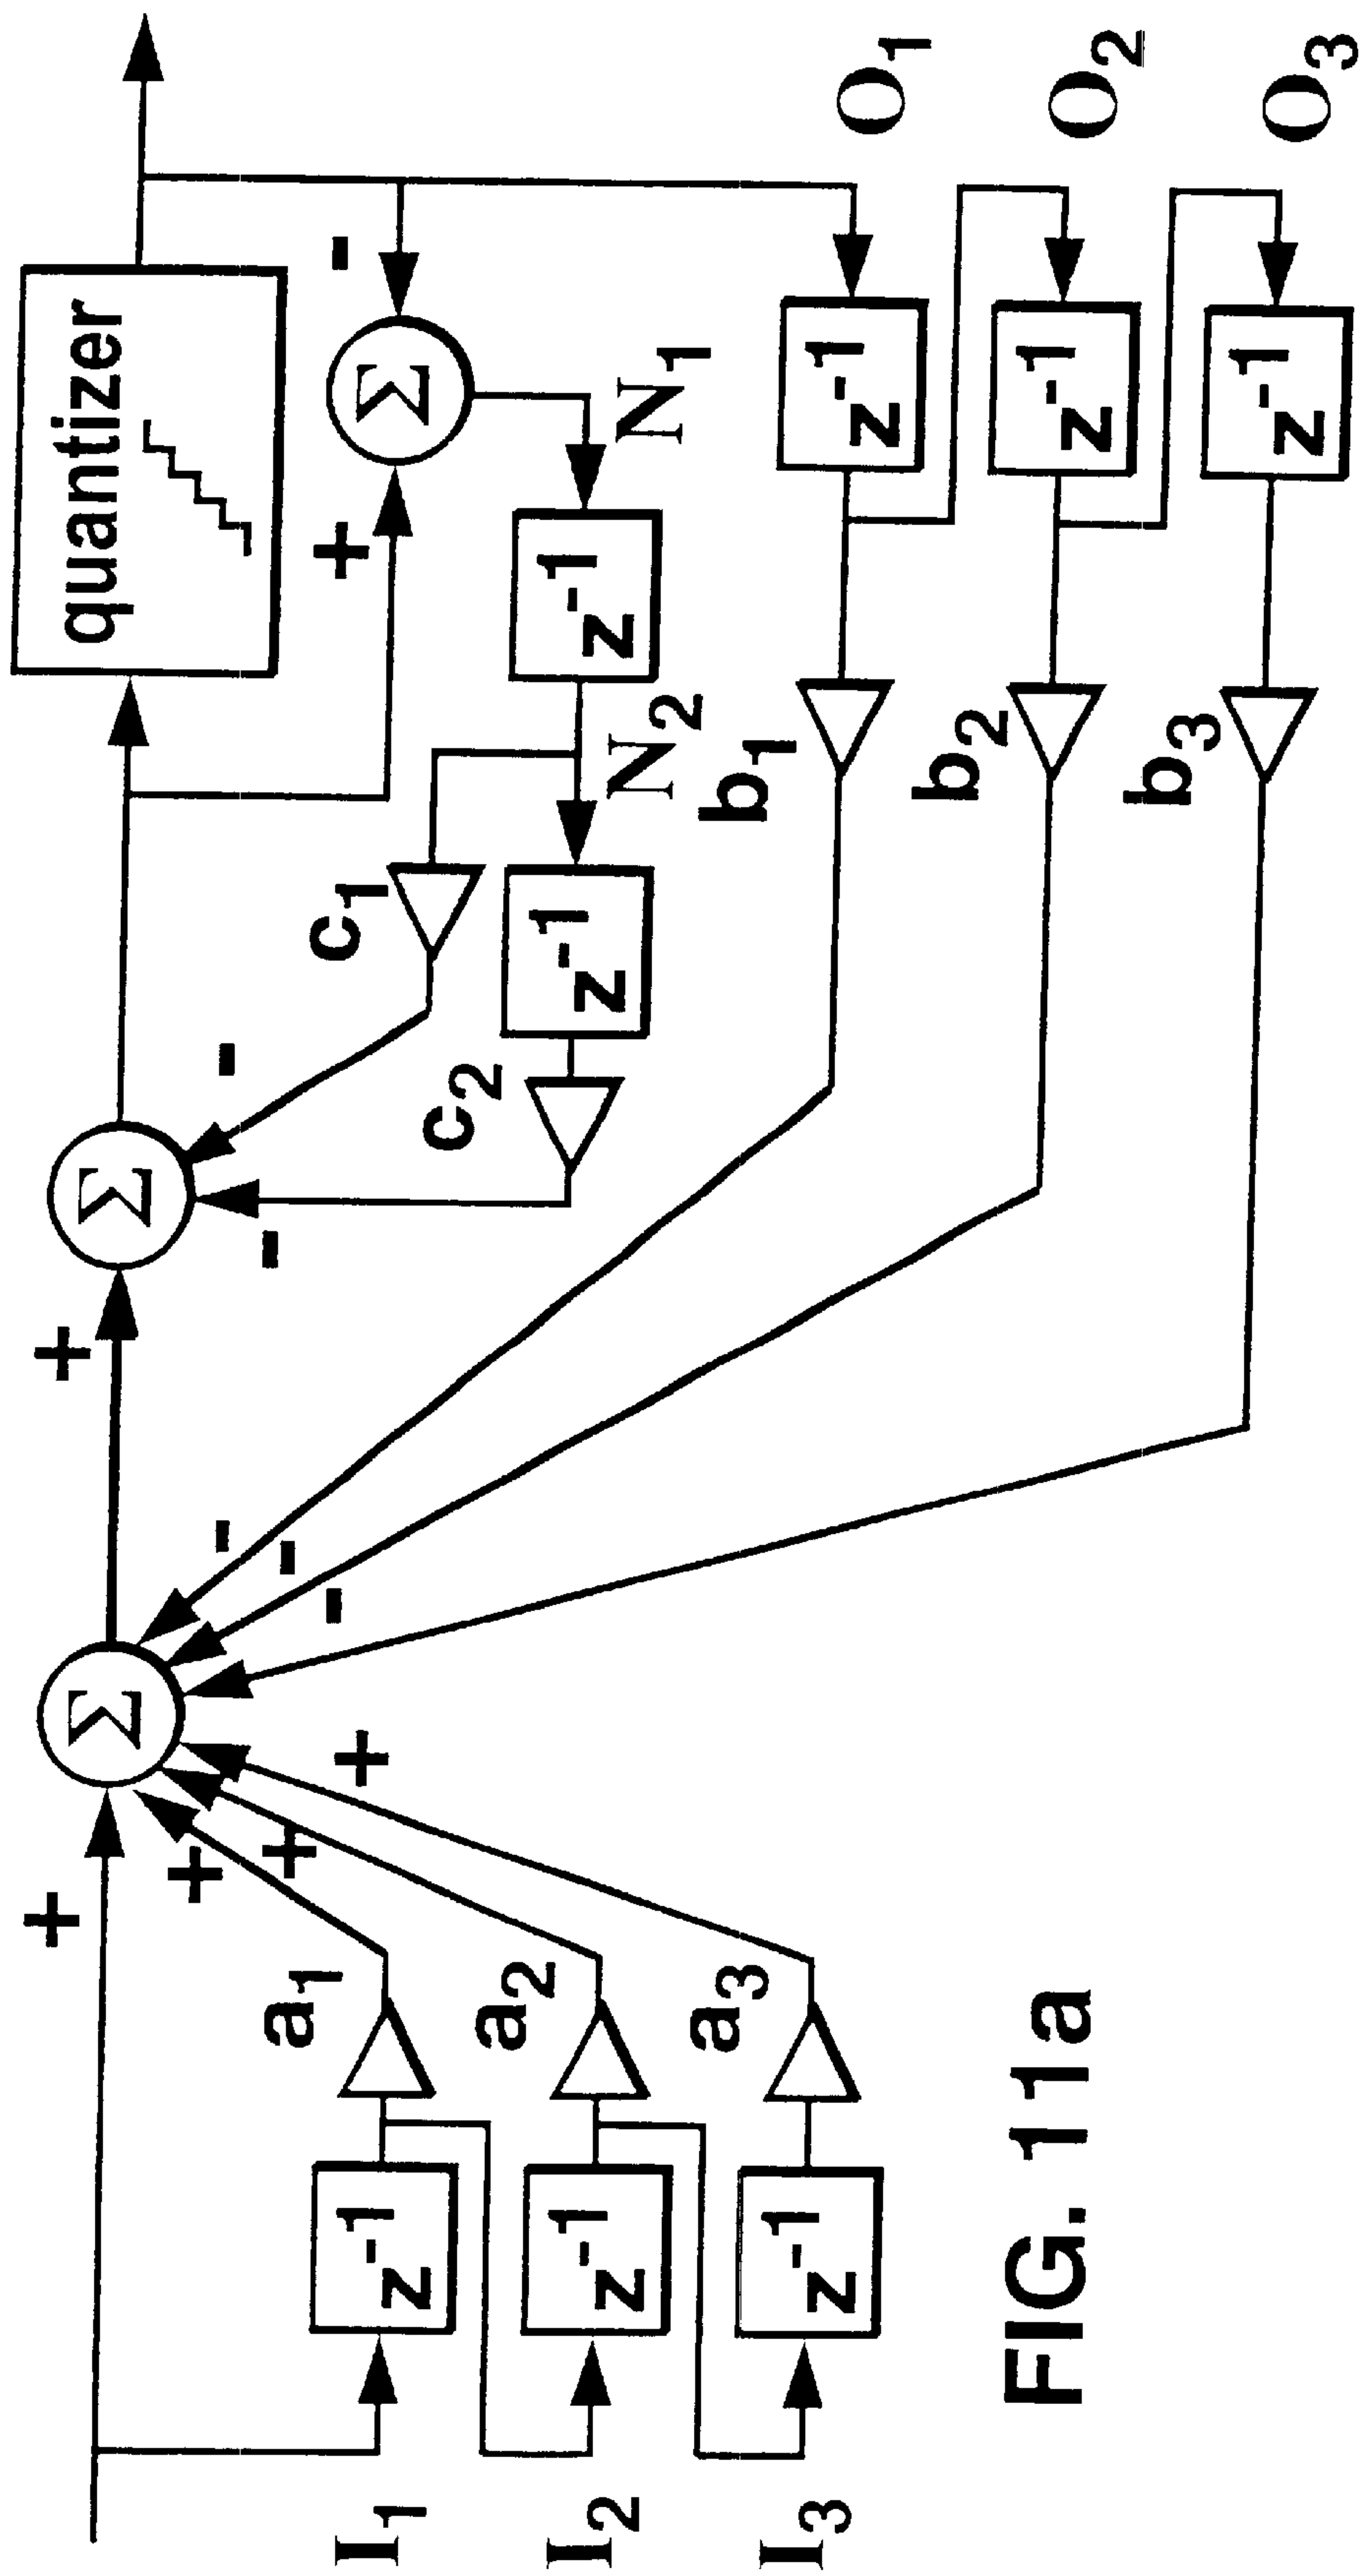 quantizer
+
Σ
+
Σ
-
-
+
Σ
-
N₁
z⁻¹
N₂
c₁
z⁻¹
c₂
+
+
+
-
-
-
I₁
z⁻¹
a₁
I₂
z⁻¹
a₂
I₃
z⁻¹
a₃
b₁
z⁻¹
O₁
b₂
z⁻¹
O₂
b₃
z⁻¹
O₃
FIG. 11a